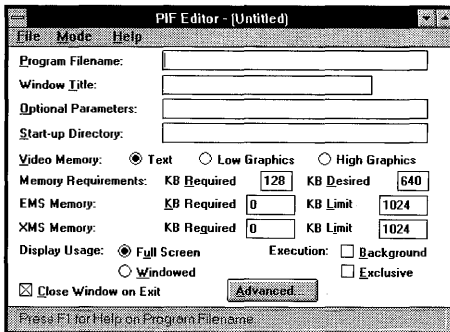 PIF Editor - (Untitled)
File Mode Help
Program Filename:
Window Title:
Optional Parameters:
Start-up Directory:
Video Memory: Text Low Graphics High Graphics
Memory Requirements: KB Required 128 KB Desired 640
EMS Memory: KB Required 0 KB Limit 1024
XMS Memory: KB Required 0 KB Limit 1024
Display Usage: Full Screen Execution: Background
Windowed Exclusive
Close Window on Exit Advanced...
Press F1 for Help on Program Filename.